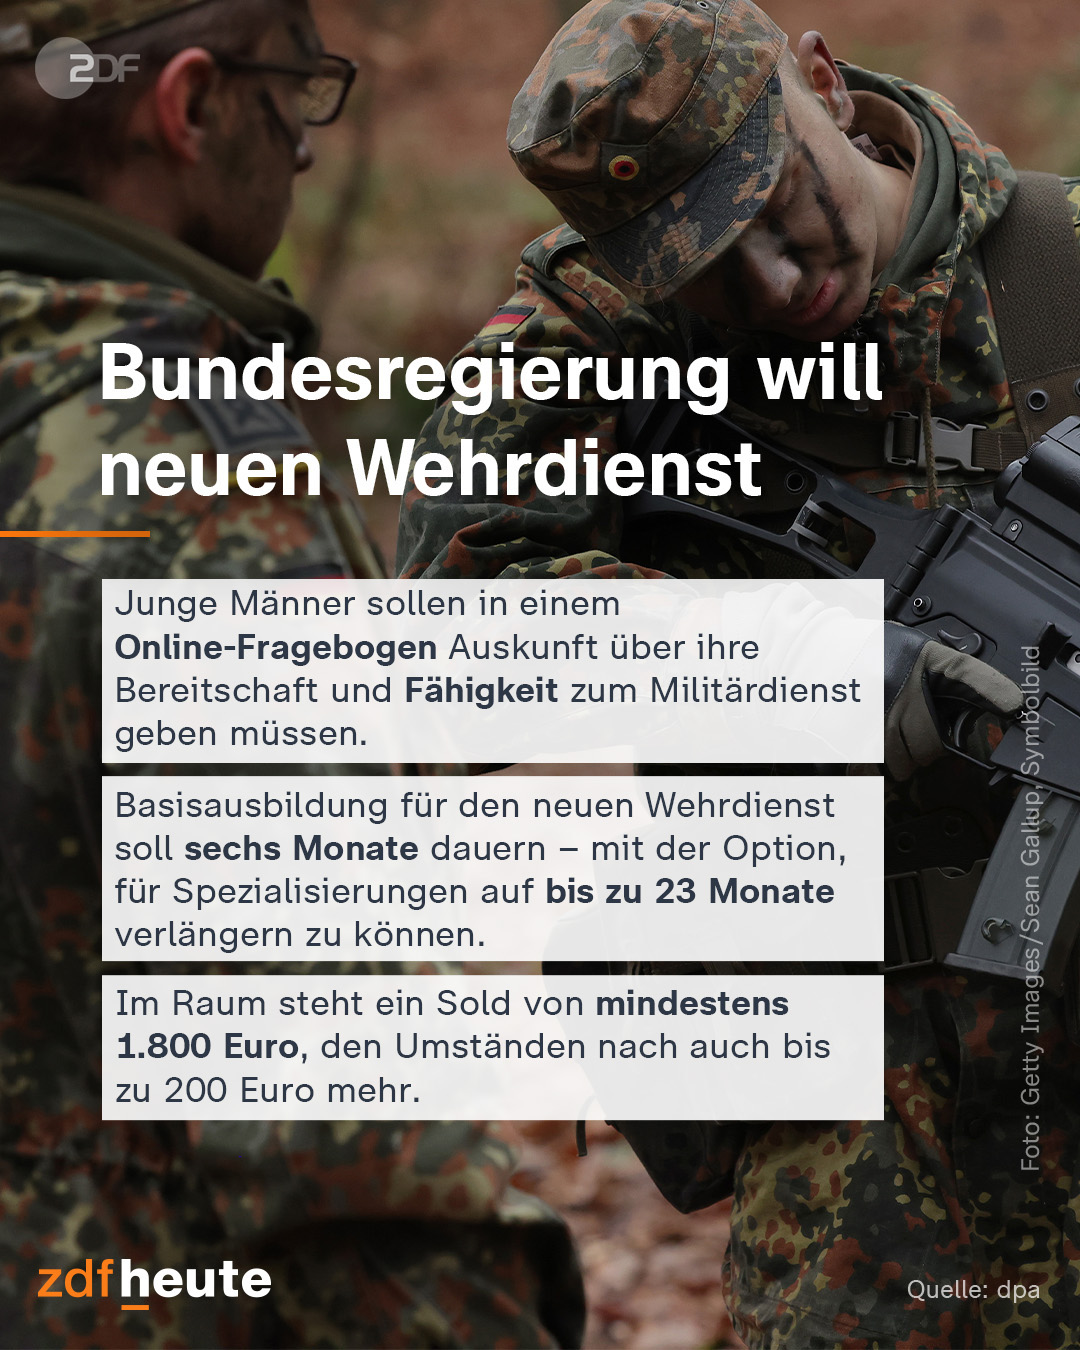 ZDF
Bundesregierung will
neuen Wehrdienst
Junge Männer sollen in einem
Online-Fragebogen Auskunft über ihre
Bereitschaft und Fähigkeit zum Militärdienst
geben müssen.
Basisausbildung für den neuen Wehrdienst
soll sechs Monate dauern – mit der Option,
für Spezialisierungen auf bis zu 23 Monate
verlängern zu können.
Im Raum steht ein Sold von mindestens
1.800 Euro, den Umständen nach auch bis
zu 200 Euro mehr.
Foto: Getty Images/Sean Gallup, Symbolbild
zdfheute
Quelle: dpa